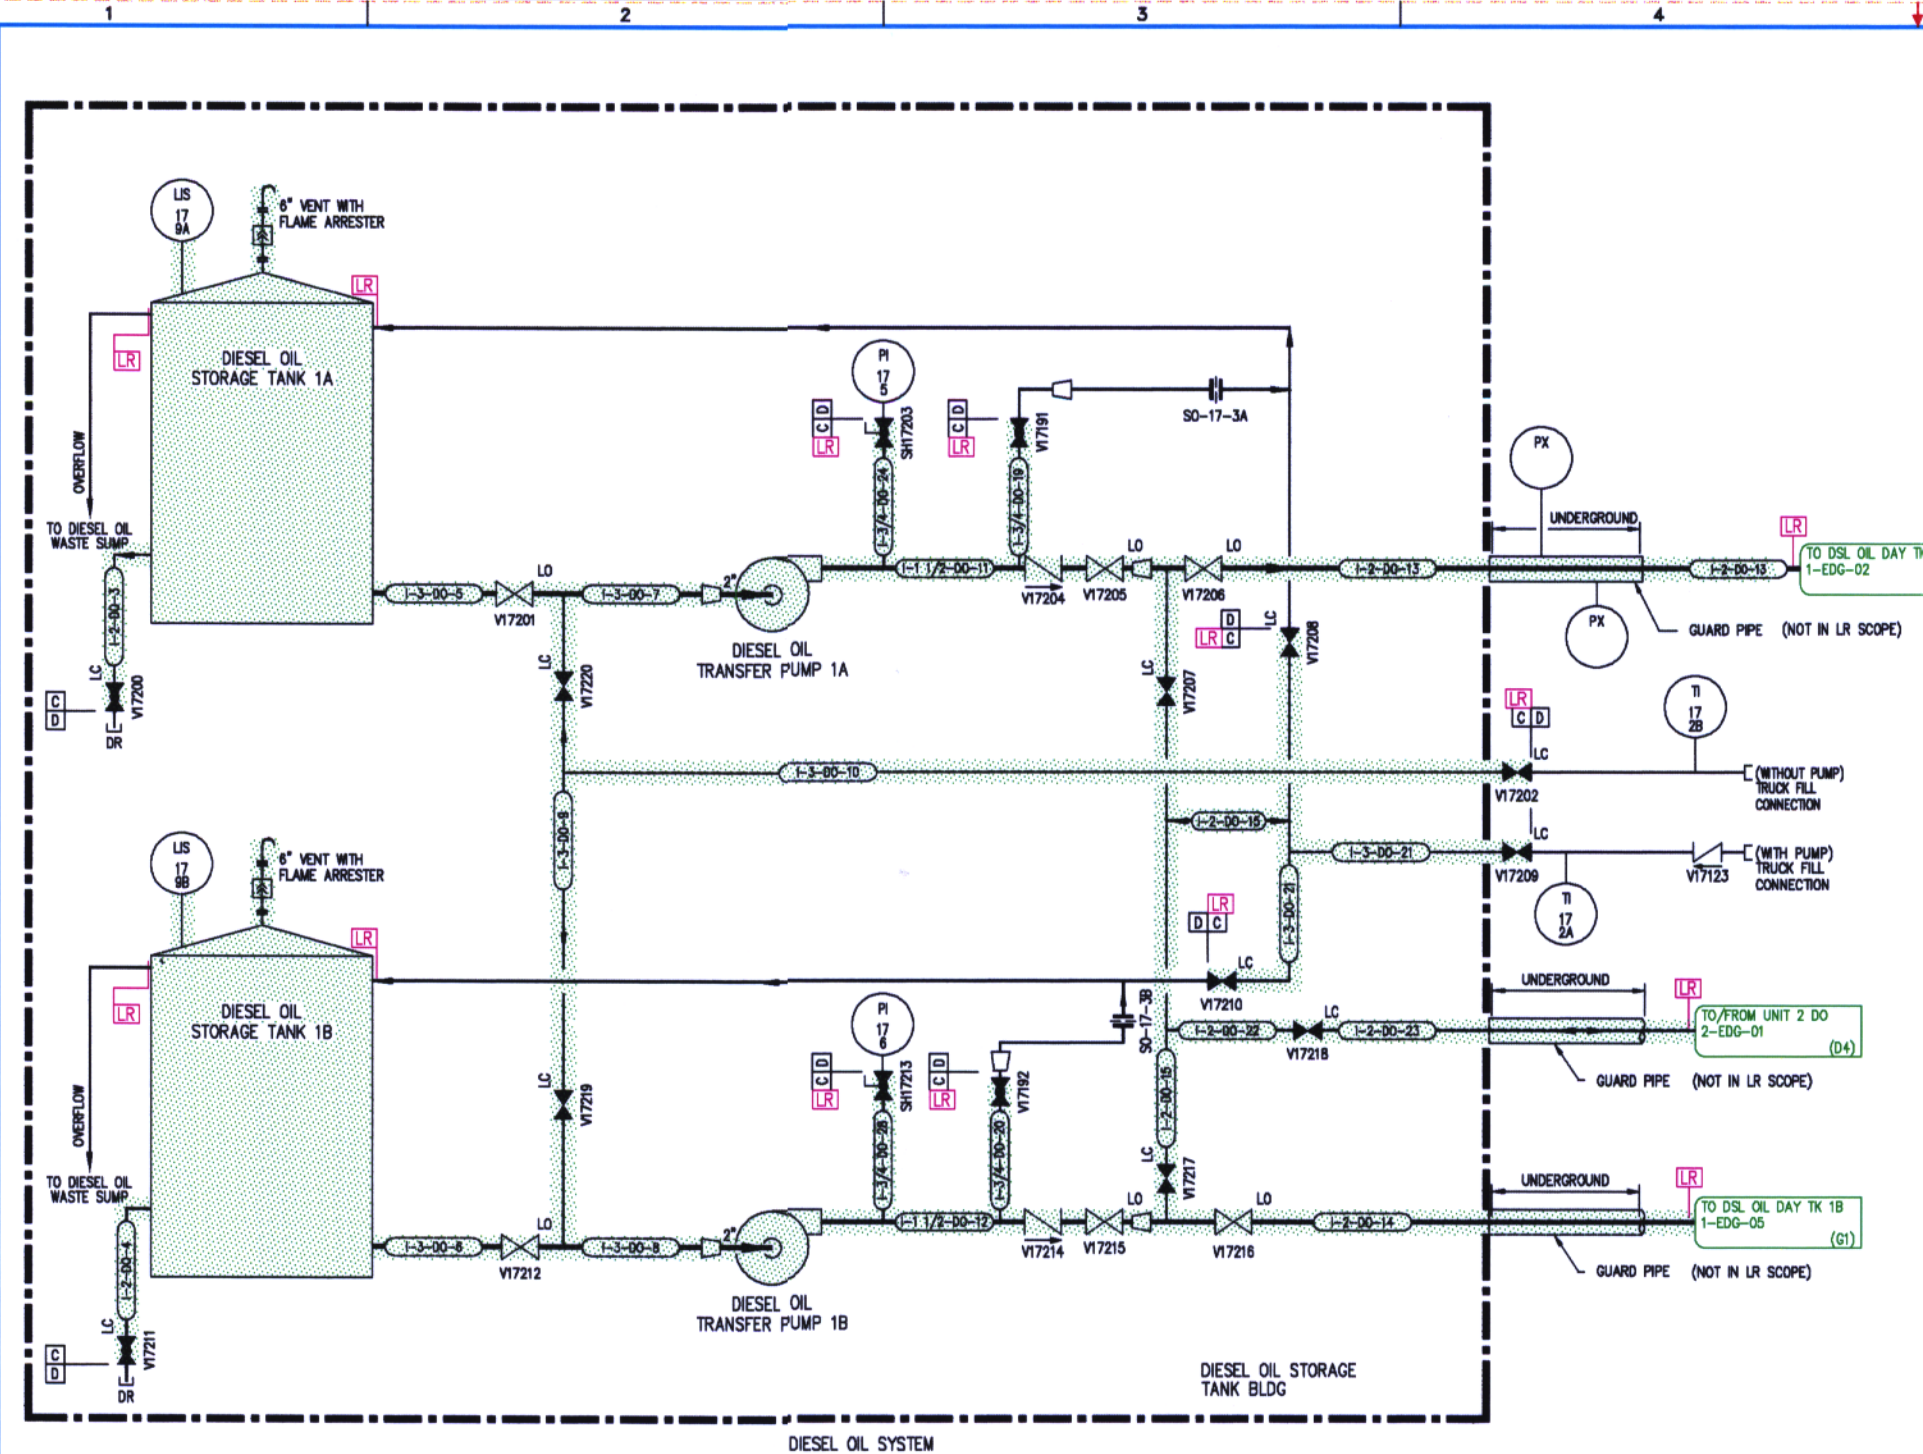 1
2
3
4
LIS
17
9A
6" VENT WITH
FLAME ARRESTER
LR
LR
DIESEL OIL
STORAGE TANK 1A
OVERFLOW
TO DIESEL OIL
WASTE SUMP
1-2-DO-3
LC
V17200
C
D
DR
1-3-DO-5
LO
V17201
1-3-DO-7
2"
DIESEL OIL
TRANSFER PUMP 1A
LC
V17220
PI
17
5
D
C
LR
SH17203
1-3/4-DO-24
D
C
LR
V17191
1-3/4-DO-19
SO-17-3A
1-1 1/2-DO-11
V17204
LO
V17205
LO
V17206
1-2-DO-13
PX
UNDERGROUND
PX
1-2-DO-13
LR
TO DSL OIL DAY TK
1-EDG-02
GUARD PIPE (NOT IN LR SCOPE)
D
LR C
LC
V17208
LC
V17207
LR
C D
LC
V17202
TI
17
2B
(WITHOUT PUMP)
TRUCK FILL
CONNECTION
1-3-DO-10
1-3-DO-9
1-2-DO-15
1-3-DO-21
LC
V17209
TI
17
2A
V17123
(WITH PUMP)
TRUCK FILL
CONNECTION
1-3-DO-21
LIS
17
9B
6" VENT WITH
FLAME ARRESTER
LR
LR
DIESEL OIL
STORAGE TANK 1B
OVERFLOW
TO DIESEL OIL
WASTE SUMP
1-2-DO-4
LC
V17211
C
D
DR
LR
D C
LC
V17210
SO-17-3B
1-2-DO-22
LC
V17218
1-2-DO-23
UNDERGROUND
LR
TO/FROM UNIT 2 DO
2-EDG-01
(D4)
GUARD PIPE (NOT IN LR SCOPE)
LC
V17219
PI
17
6
D
C
LR
SH17213
1-3/4-DO-28
D
C
LR
V17192
1-3/4-DO-20
1-2-DO-15
LC
V17217
1-3-DO-6
LO
V17212
1-3-DO-8
2"
DIESEL OIL
TRANSFER PUMP 1B
1-1 1/2-DO-12
V17214
LO
V17215
LO
V17216
1-2-DO-14
UNDERGROUND
LR
TO DSL OIL DAY TK 1B
1-EDG-05
(G1)
GUARD PIPE (NOT IN LR SCOPE)
DIESEL OIL STORAGE
TANK BLDG
DIESEL OIL SYSTEM